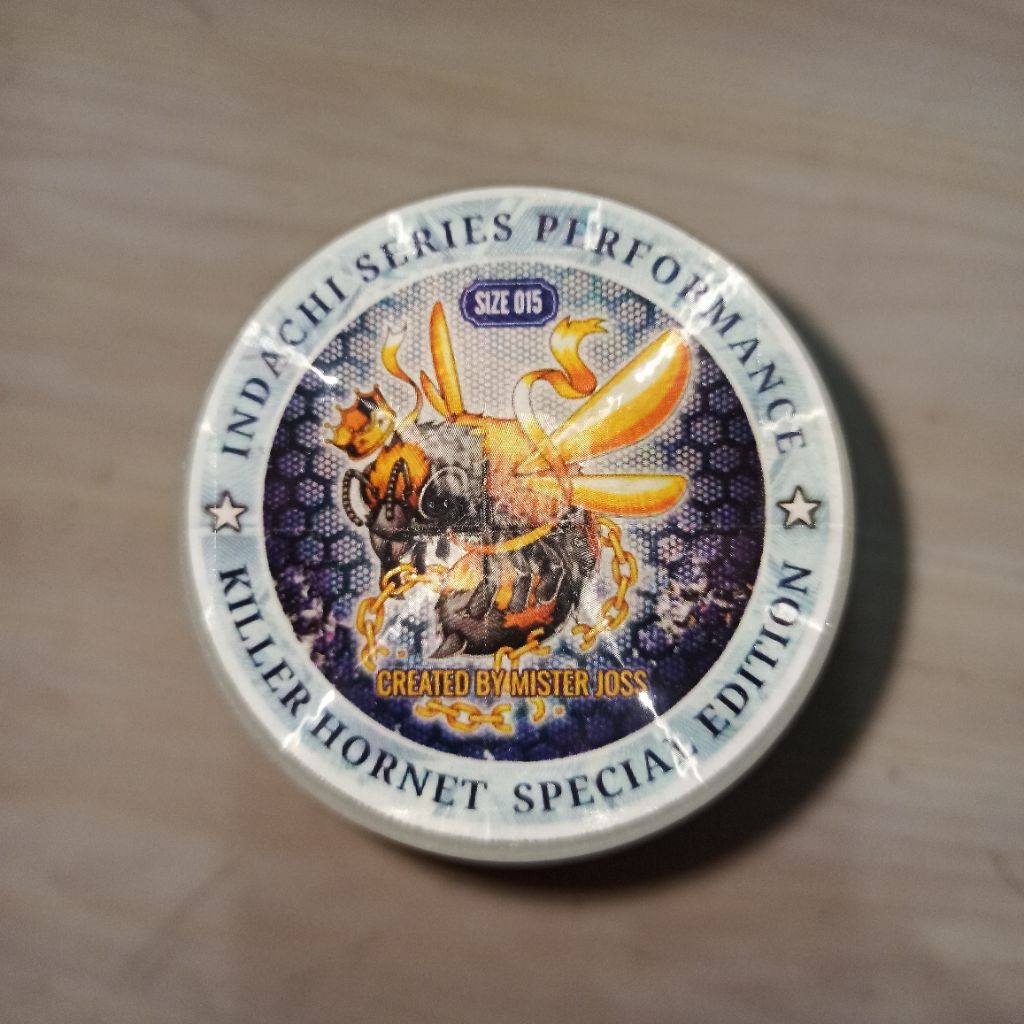 INDACHI SERIES PERFORMANCE
SIZE 015
CREATED BY MISTER JOSS
KILLER HORNET SPECIAL EDITION